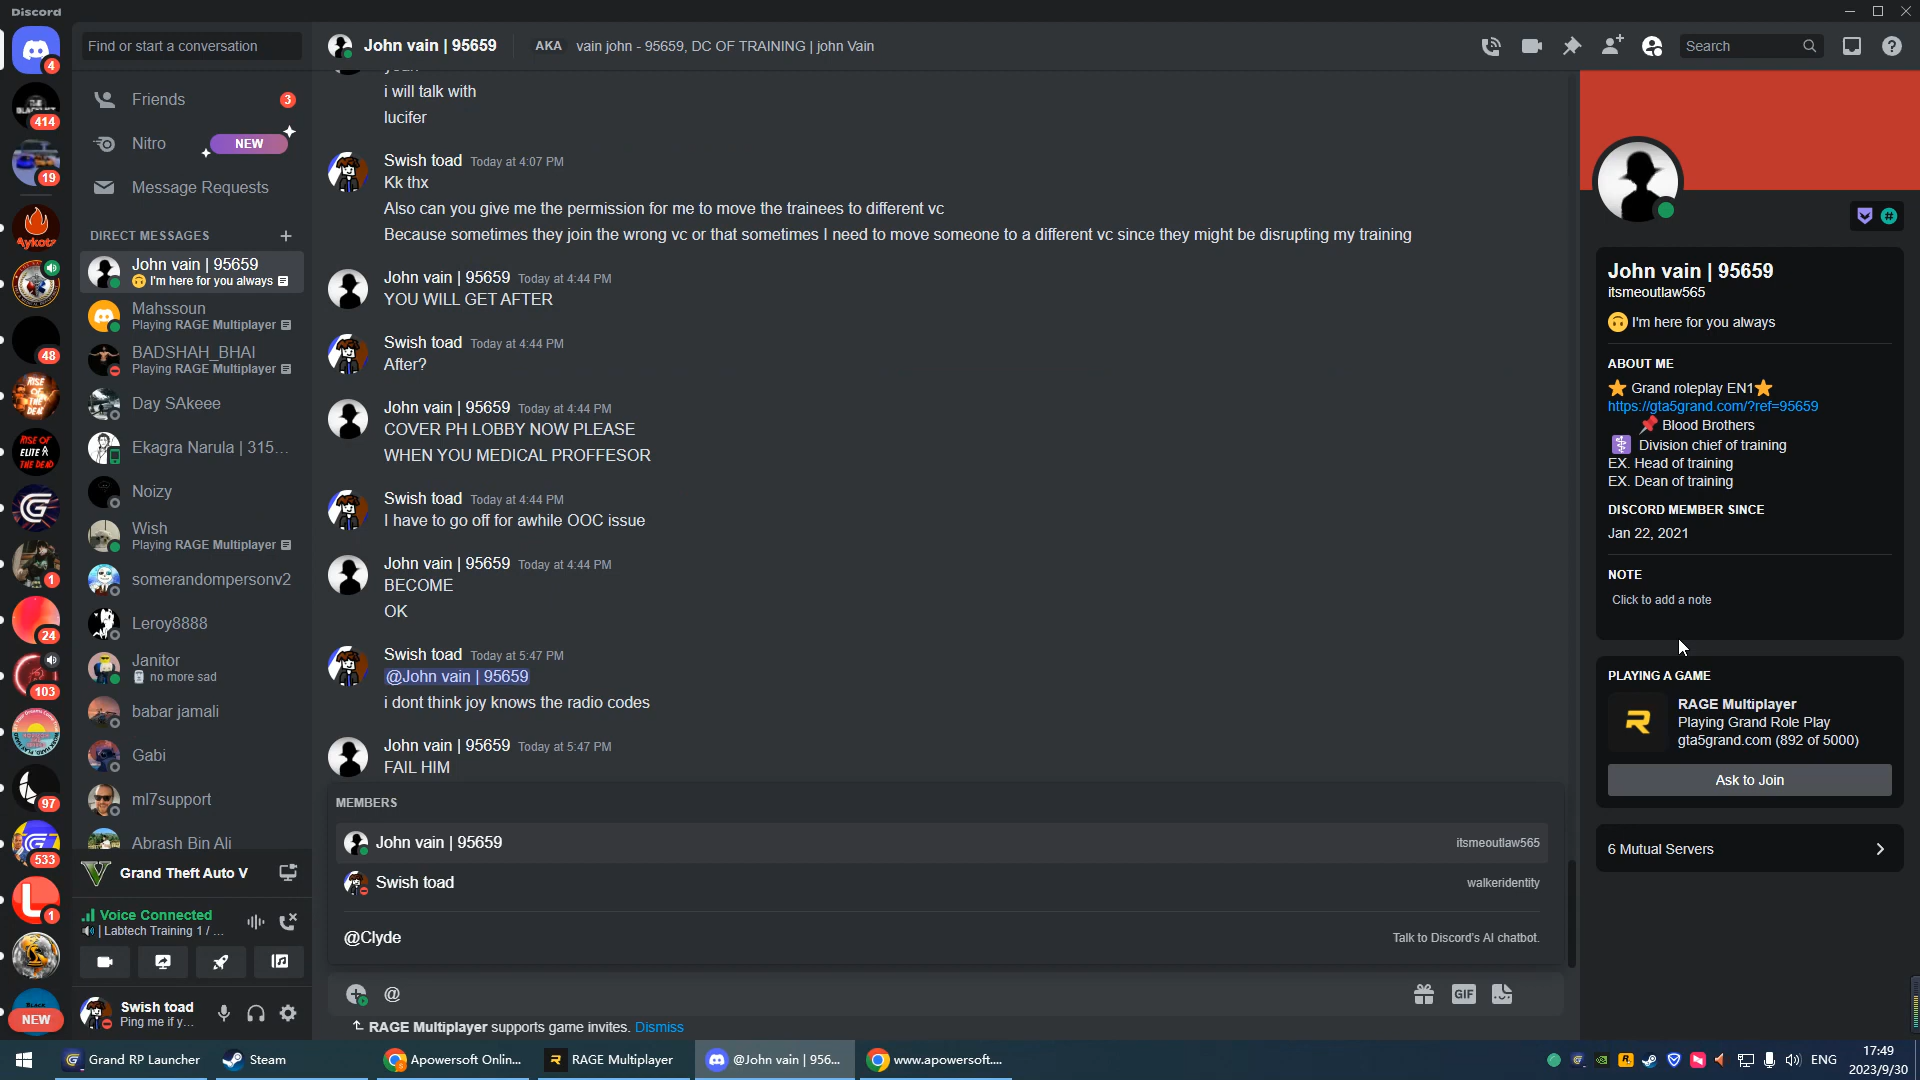 Discord
Find or start a conversation
John vain | 95659
AKA
vain john - 95659, DC OF TRAINING | john Vain
Search
4
414
19
Aykotz
48
RISE OF THE DEAD
RISE OF ELITE THE DEAD
1
24
103
97
533
1
BLACK
NEW
Friends
3
Nitro
NEW
Message Requests
DIRECT MESSAGES
John vain | 95659
I'm here for you always
Mahssoun
Playing RAGE Multiplayer
BADSHAH_BHAI
Playing RAGE Multiplayer
Day SAkeee
Ekagra Narula | 315...
Noizy
Wish
Playing RAGE Multiplayer
somerandompersonv2
Leroy8888
Janitor
no more sad
babar jamali
Gabi
ml7support
Abrash Bin Ali
Grand Theft Auto V
Voice Connected
| Labtech Training 1 / ...
Swish toad
Ping me if y...
i will talk with
lucifer
Swish toad Today at 4:07 PM
Kk thx
Also can you give me the permission for me to move the trainees to different vc
Because sometimes they join the wrong vc or that sometimes I need to move someone to a different vc since they might be disrupting my training
John vain | 95659 Today at 4:44 PM
YOU WILL GET AFTER
Swish toad Today at 4:44 PM
After?
John vain | 95659 Today at 4:44 PM
COVER PH LOBBY NOW PLEASE
WHEN YOU MEDICAL PROFFESOR
Swish toad Today at 4:44 PM
I have to go off for awhile OOC issue
John vain | 95659 Today at 4:44 PM
BECOME
OK
Swish toad Today at 5:47 PM
@John vain | 95659
i dont think joy knows the radio codes
John vain | 95659 Today at 5:47 PM
FAIL HIM
MEMBERS
John vain | 95659
itsmeoutlaw565
Swish toad
walkeridentity
@Clyde
Talk to Discord's AI chatbot.
@
GIF
RAGE Multiplayer supports game invites. Dismiss
John vain | 95659
itsmeoutlaw565
I'm here for you always
ABOUT ME
Grand roleplay EN1
https://gta5grand.com/?ref=95659
Blood Brothers
Division chief of training
EX. Head of training
EX. Dean of training
DISCORD MEMBER SINCE
Jan 22, 2021
NOTE
Click to add a note
PLAYING A GAME
RAGE Multiplayer
Playing Grand Role Play
gta5grand.com (892 of 5000)
Ask to Join
6 Mutual Servers
Grand RP Launcher
Steam
Apowersoft Onlin...
RAGE Multiplayer
@John vain | 956...
www.apowersoft....
ENG
17:49
2023/9/30